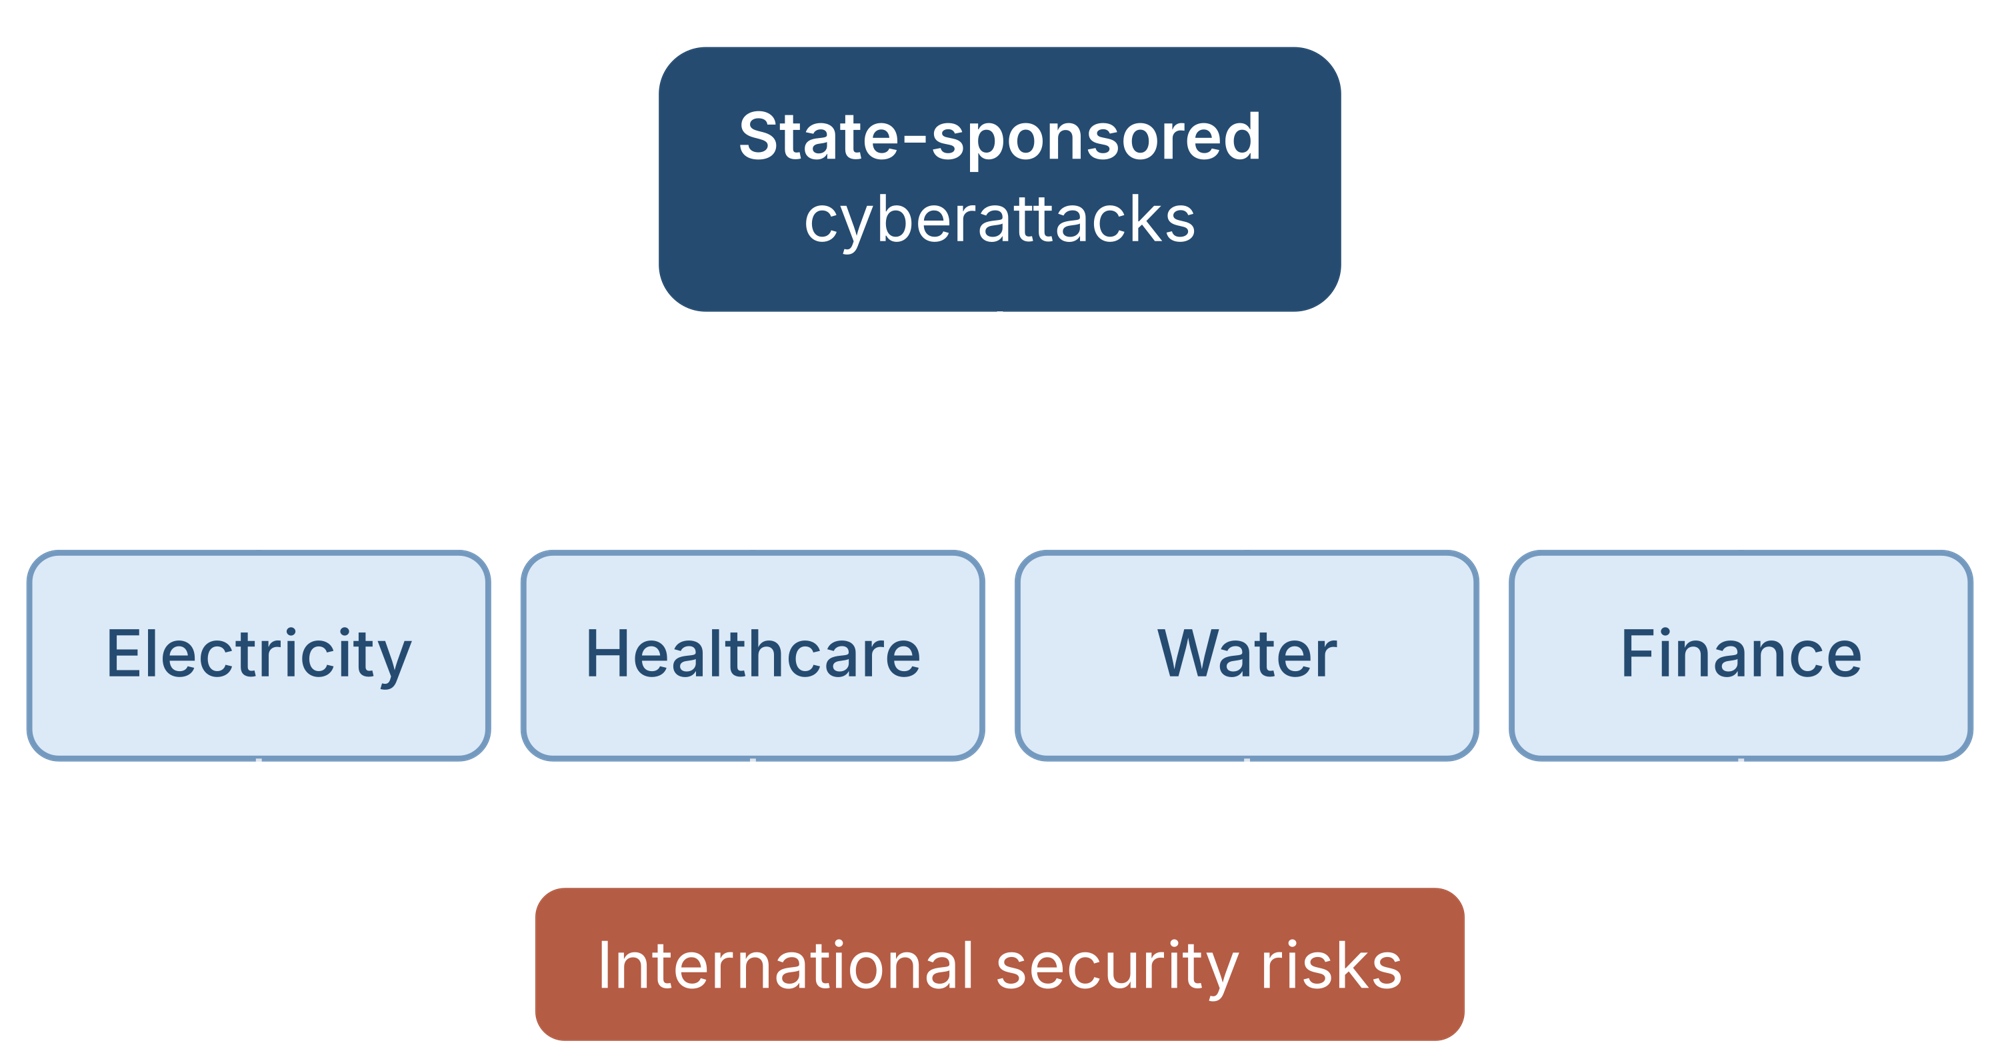 State-sponsored
cyberattacks
Electricity
Healthcare
Water
Finance
International security risks